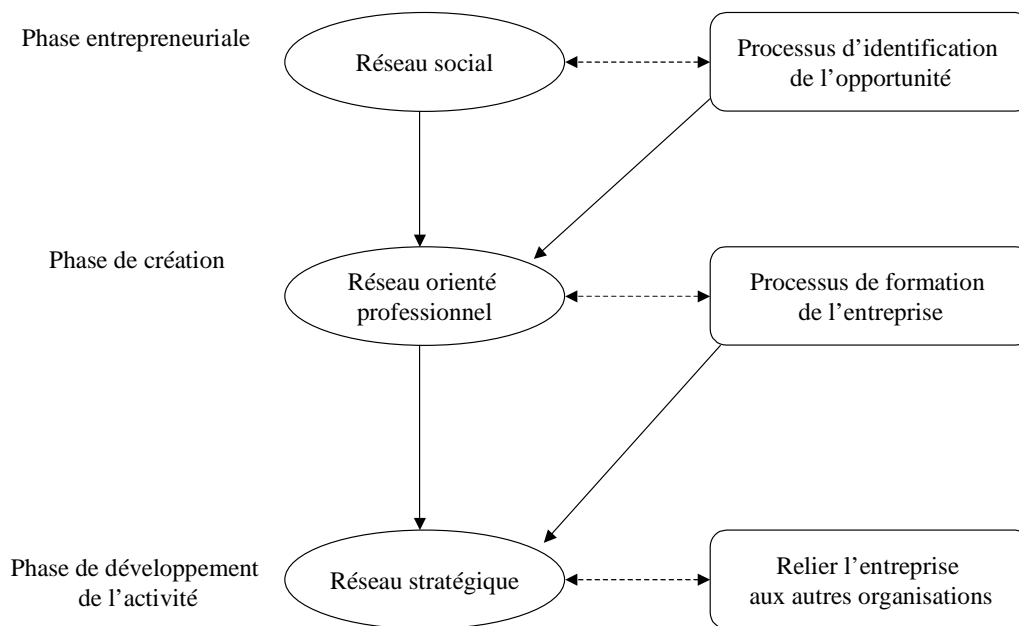 Phase entrepreneuriale
Réseau social
Processus d’identification
de l’opportunité
Phase de création
Réseau orienté
professionnel
Processus de formation
de l’entreprise
Phase de développement
de l’activité
Réseau stratégique
Relier l’entreprise
aux autres organisations